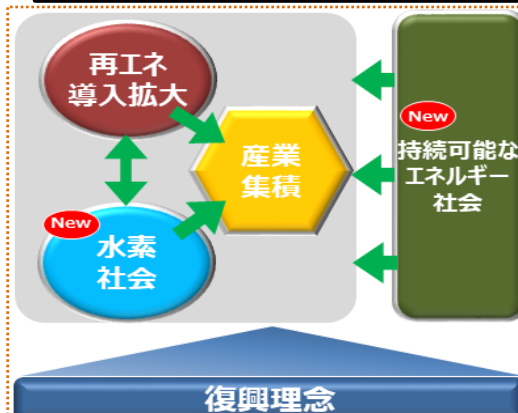 再エネ
導入拡大
産業
集積
New
水素
社会
New
持続可能な
エネルギー
社会
復興理念